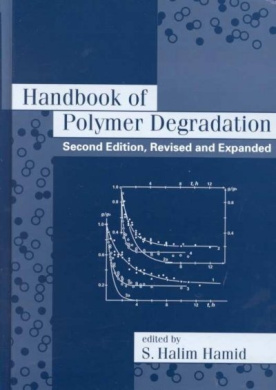 Handbook of
Polymer Degradation
Second Edition, Revised and Expanded
edited by
S. Halim Hamid